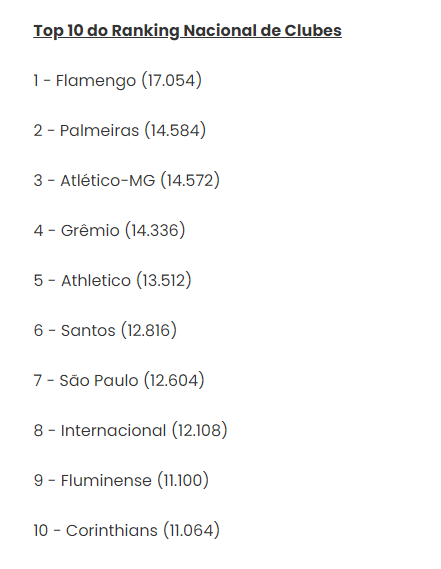 Top 10 do Ranking Nacional de Clubes
1 - Flamengo (17.054)
2 - Palmeiras (14.584)
3 - Atlético-MG (14.572)
4 - Grêmio (14.336)
5 - Athletico (13.512)
6 - Santos (12.816)
7 - São Paulo (12.604)
8 - Internacional (12.108)
9 - Fluminense (11.100)
10 - Corinthians (11.064)